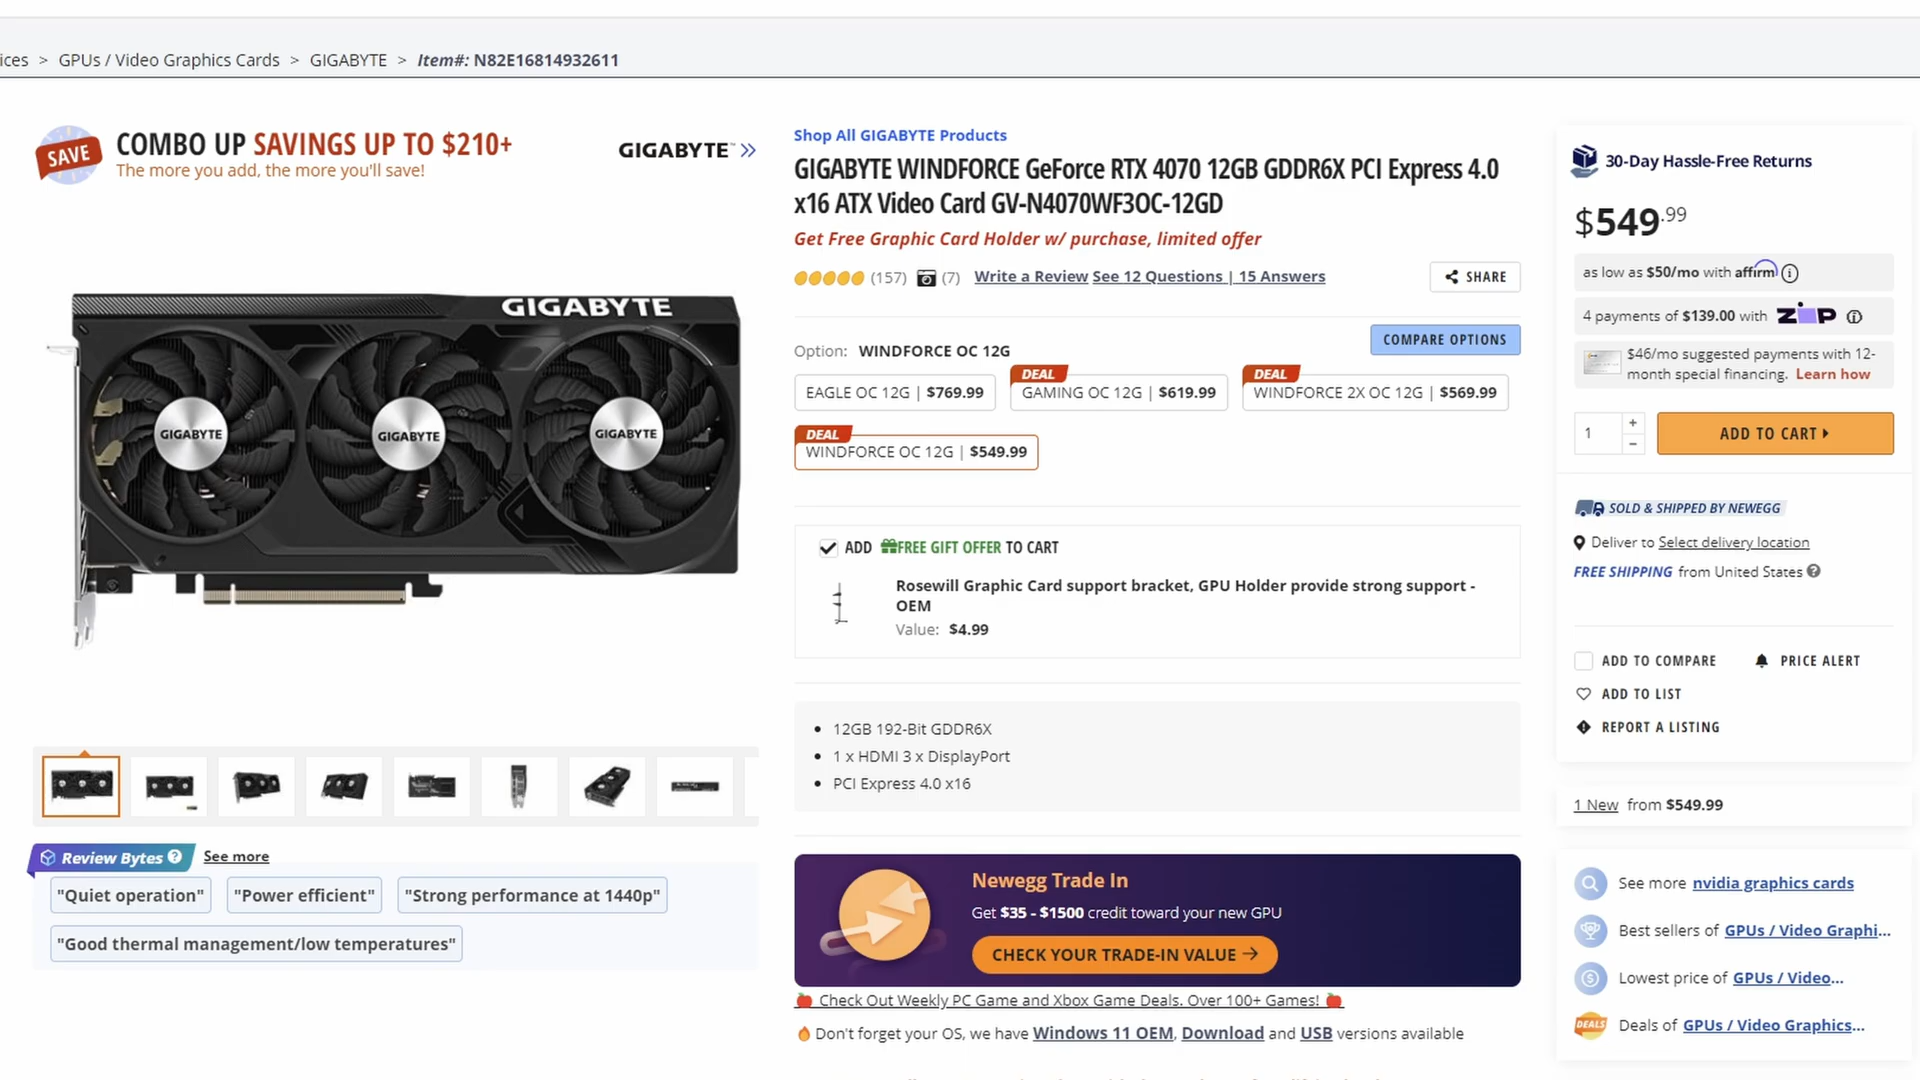 ices > GPUs / Video Graphics Cards > GIGABYTE > Item#: N82E16814932611
SAVE
COMBO UP SAVINGS UP TO $210+
The more you add, the more you'll save!
GIGABYTE™ »
GIGABYTE
GIGABYTE
GIGABYTE
GIGABYTE
Review Bytes ? See more
"Quiet operation"
"Power efficient"
"Strong performance at 1440p"
"Good thermal management/low temperatures"
Shop All GIGABYTE Products
GIGABYTE WINDFORCE GeForce RTX 4070 12GB GDDR6X PCI Express 4.0
x16 ATX Video Card GV-N4070WF3OC-12GD
Get Free Graphic Card Holder w/ purchase, limited offer
(157) (7) Write a Review See 12 Questions | 15 Answers
SHARE
Option: WINDFORCE OC 12G
COMPARE OPTIONS
EAGLE OC 12G | $769.99
DEAL
GAMING OC 12G | $619.99
DEAL
WINDFORCE 2X OC 12G | $569.99
DEAL
WINDFORCE OC 12G | $549.99
ADD FREE GIFT OFFER TO CART
Rosewill Graphic Card support bracket, GPU Holder provide strong support -
OEM
Value: $4.99
• 12GB 192-Bit GDDR6X
• 1 x HDMI 3 x DisplayPort
• PCI Express 4.0 x16
Newegg Trade In
Get $35 - $1500 credit toward your new GPU
CHECK YOUR TRADE-IN VALUE →
Check Out Weekly PC Game and Xbox Game Deals. Over 100+ Games!
Don't forget your OS, we have Windows 11 OEM, Download and USB versions available
30-Day Hassle-Free Returns
$549.99
as low as $50/mo with affirm
4 payments of $139.00 with ZIP
$46/mo suggested payments with 12-
month special financing. Learn how
1 + −
ADD TO CART
SOLD & SHIPPED BY NEWEGG
Deliver to Select delivery location
FREE SHIPPING from United States ?
ADD TO COMPARE
PRICE ALERT
ADD TO LIST
REPORT A LISTING
1 New from $549.99
See more nvidia graphics cards
Best sellers of GPUs / Video Graphi...
Lowest price of GPUs / Video...
DEALS
Deals of GPUs / Video Graphics...